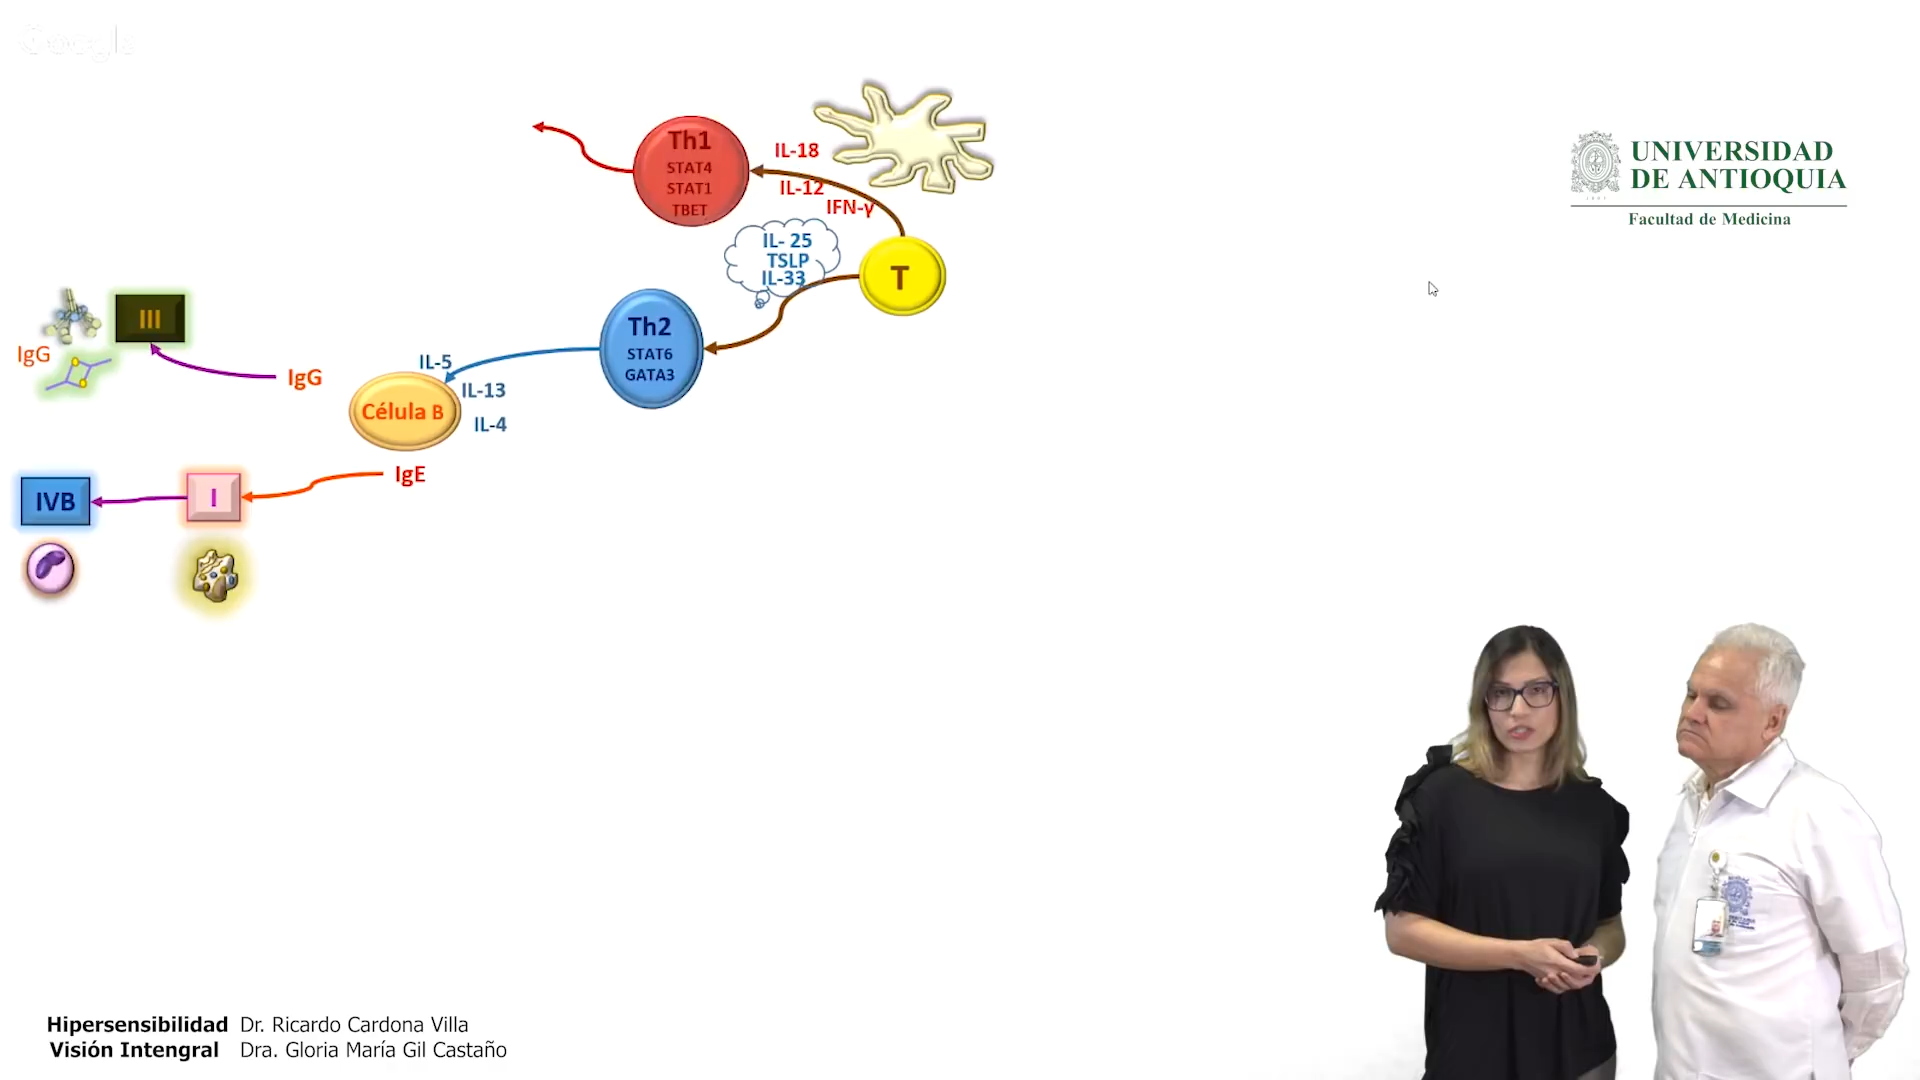 Google
Th1
STAT4
STAT1
TBET
IL-18
IL-12
IFN-γ
IL- 25
TSLP
IL-33
T
Th2
STAT6
GATA3
III
IgG
IgG
IL-5
IL-13
IL-4
Célula B
IgE
IVB
I
UNIVERSIDAD
DE ANTIOQUIA
Facultad de Medicina
Hipersensibilidad Dr. Ricardo Cardona Villa
Visión Intengral Dra. Gloria María Gil Castaño